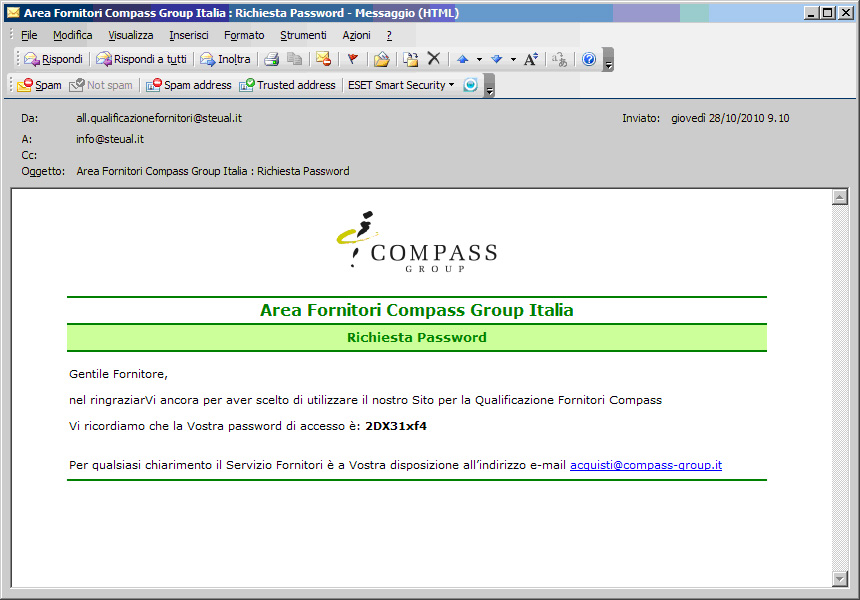 Area Fornitori Compass Group Italia : Richiesta Password - Messaggio (HTML)
File Modifica Visualizza Inserisci Formato Strumenti Azioni ?
Rispondi Rispondi a tutti Inoltra
Spam Not spam Spam address Trusted address ESET Smart Security
Da: all.qualificazionefornitori@steual.it Inviato: giovedì 28/10/2010 9.10
A: info@steual.it
Cc:
Oggetto: Area Fornitori Compass Group Italia : Richiesta Password
COMPASS
GROUP
Area Fornitori Compass Group Italia
Richiesta Password
Gentile Fornitore,
nel ringraziarVi ancora per aver scelto di utilizzare il nostro Sito per la Qualificazione Fornitori Compass
Vi ricordiamo che la Vostra password di accesso è: 2DX31xf4
Per qualsiasi chiarimento il Servizio Fornitori è a Vostra disposizione all'indirizzo e-mail acquisti@compass-group.it